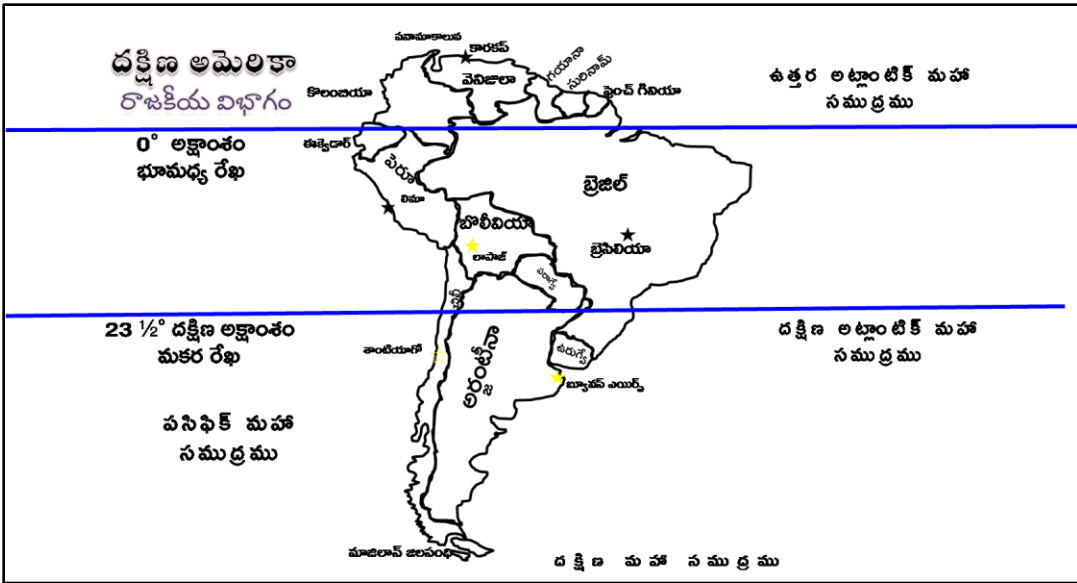 దక్షిణ అమెరికా
రాజకీయ విభాగం
పనామాకాలువ
కారకస్
వెనిజులా
గయానా
సురినామ్
ఫ్రెంచ్ గినియా
కొలంబియా
ఉత్తర అట్లాంటిక్ మహా
సముద్రము
0° అక్షాంశం
భూమధ్య రేఖ
ఈక్వెడార్
పెరూ
లిమా
బ్రెజిల్
బ్రెసిలియా
బొలీవియా
లాపాజ్
పరాగ్వే
చిలీ
23 ½° దక్షిణ అక్షాంశం
మకర రేఖ
దక్షిణ అట్లాంటిక్ మహా
సముద్రము
శాంటియాగో
అర్జెంటీనా
ఉరుగ్వే
బ్యూనస్ ఎయిర్స్
పసిఫిక్ మహా
సముద్రము
మాజిలాన్ జలసంధి
దక్షిణ మహా సముద్రము